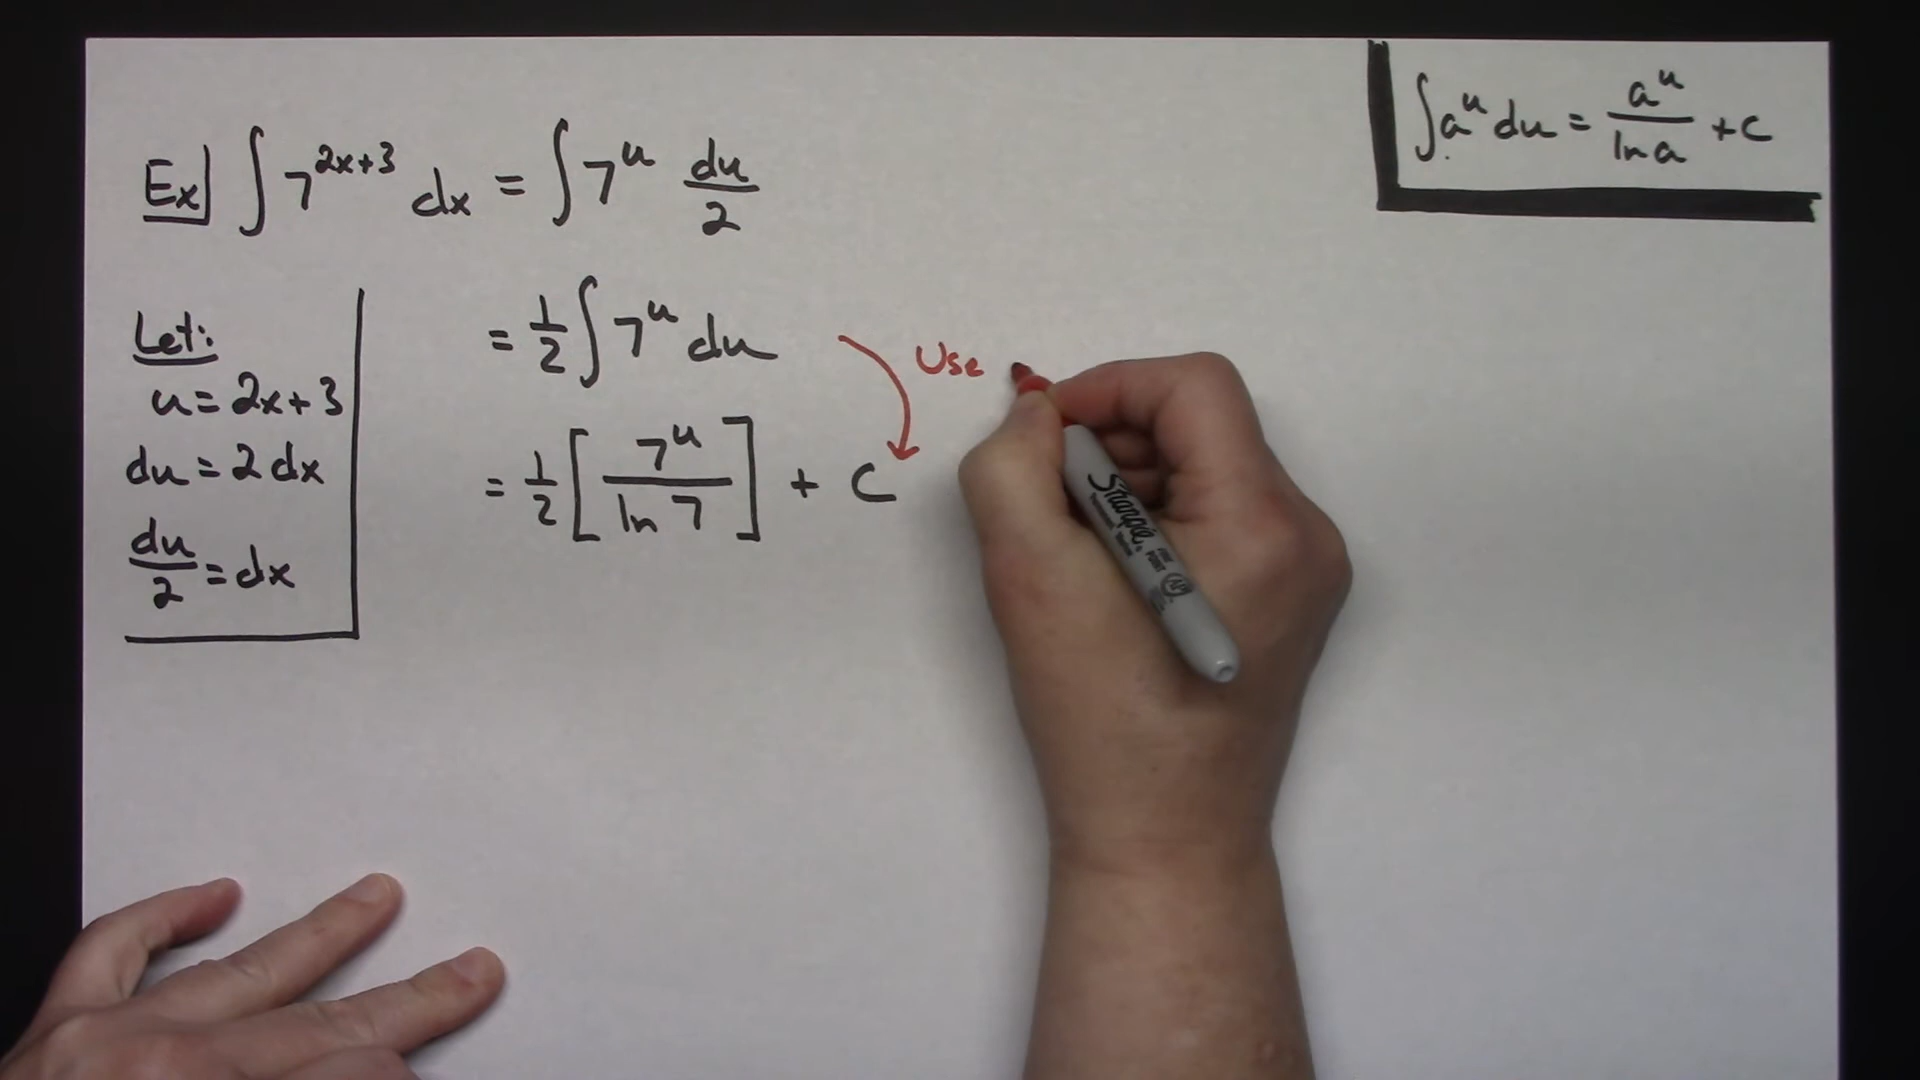 Ex ∫ 7^{2x+3} dx = ∫ 7^u du/2
∫ a^u du = a^u/ln a + c
Let:
u = 2x+3
du = 2 dx
du/2 = dx
= 1/2 ∫ 7^u du
= 1/2 [ 7^u / ln 7 ] + C
Use
Sharpie